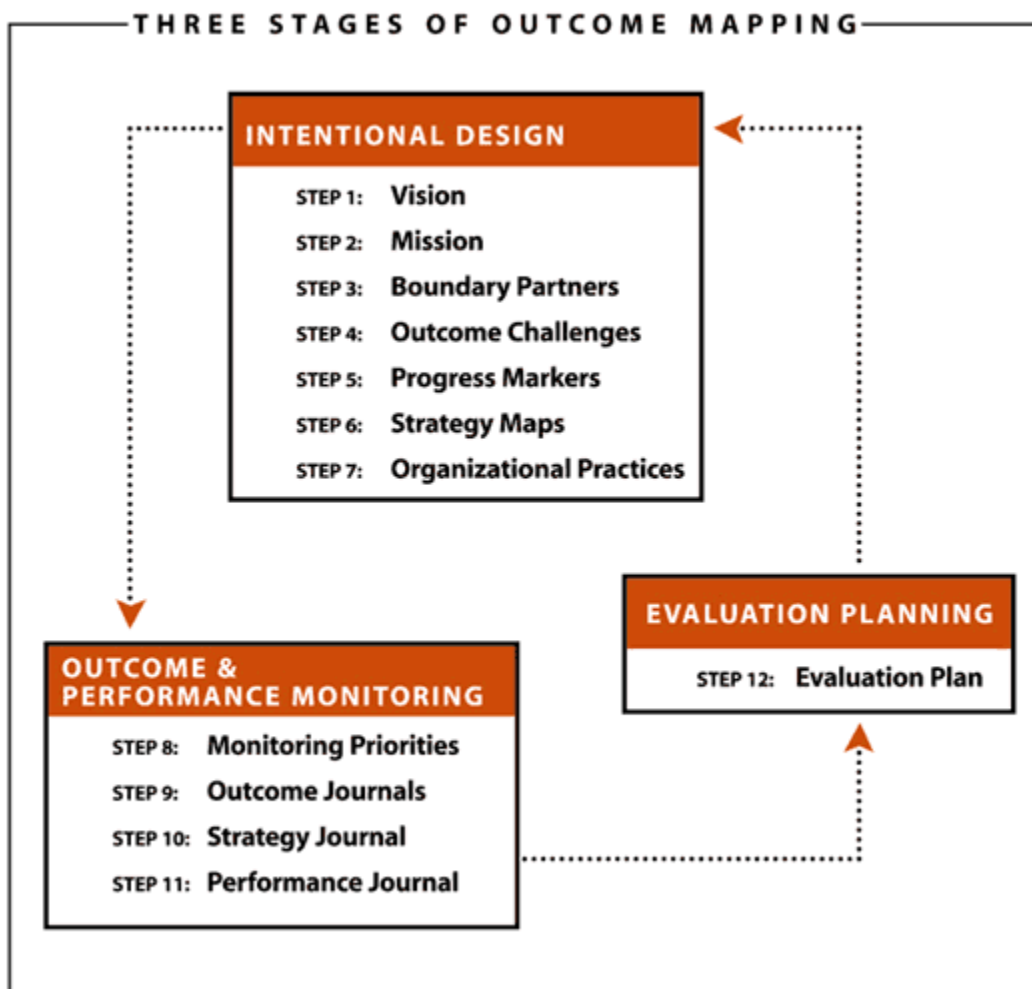 THREE STAGES OF OUTCOME MAPPING
INTENTIONAL DESIGN
STEP 1: Vision
STEP 2: Mission
STEP 3: Boundary Partners
STEP 4: Outcome Challenges
STEP 5: Progress Markers
STEP 6: Strategy Maps
STEP 7: Organizational Practices
OUTCOME &
PERFORMANCE MONITORING
STEP 8: Monitoring Priorities
STEP 9: Outcome Journals
STEP 10: Strategy Journal
STEP 11: Performance Journal
EVALUATION PLANNING
STEP 12: Evaluation Plan